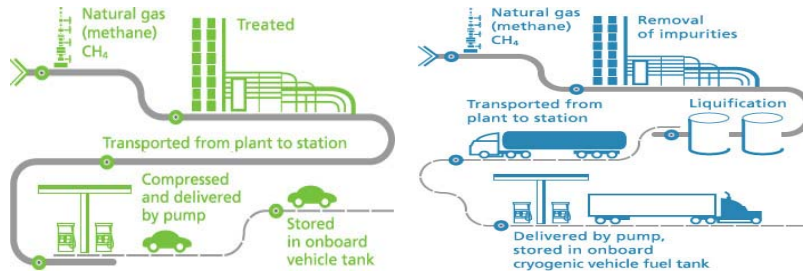 Natural gas
(methane)
CH₄
Treated
Transported from plant to station
Compressed
and delivered
by pump
Stored
in onboard
vehicle tank
Natural gas
(methane)
CH₄
Removal
of impurities
Liquification
Transported from
plant to station
Delivered by pump,
stored in onboard
cryogenic vehicle fuel tank